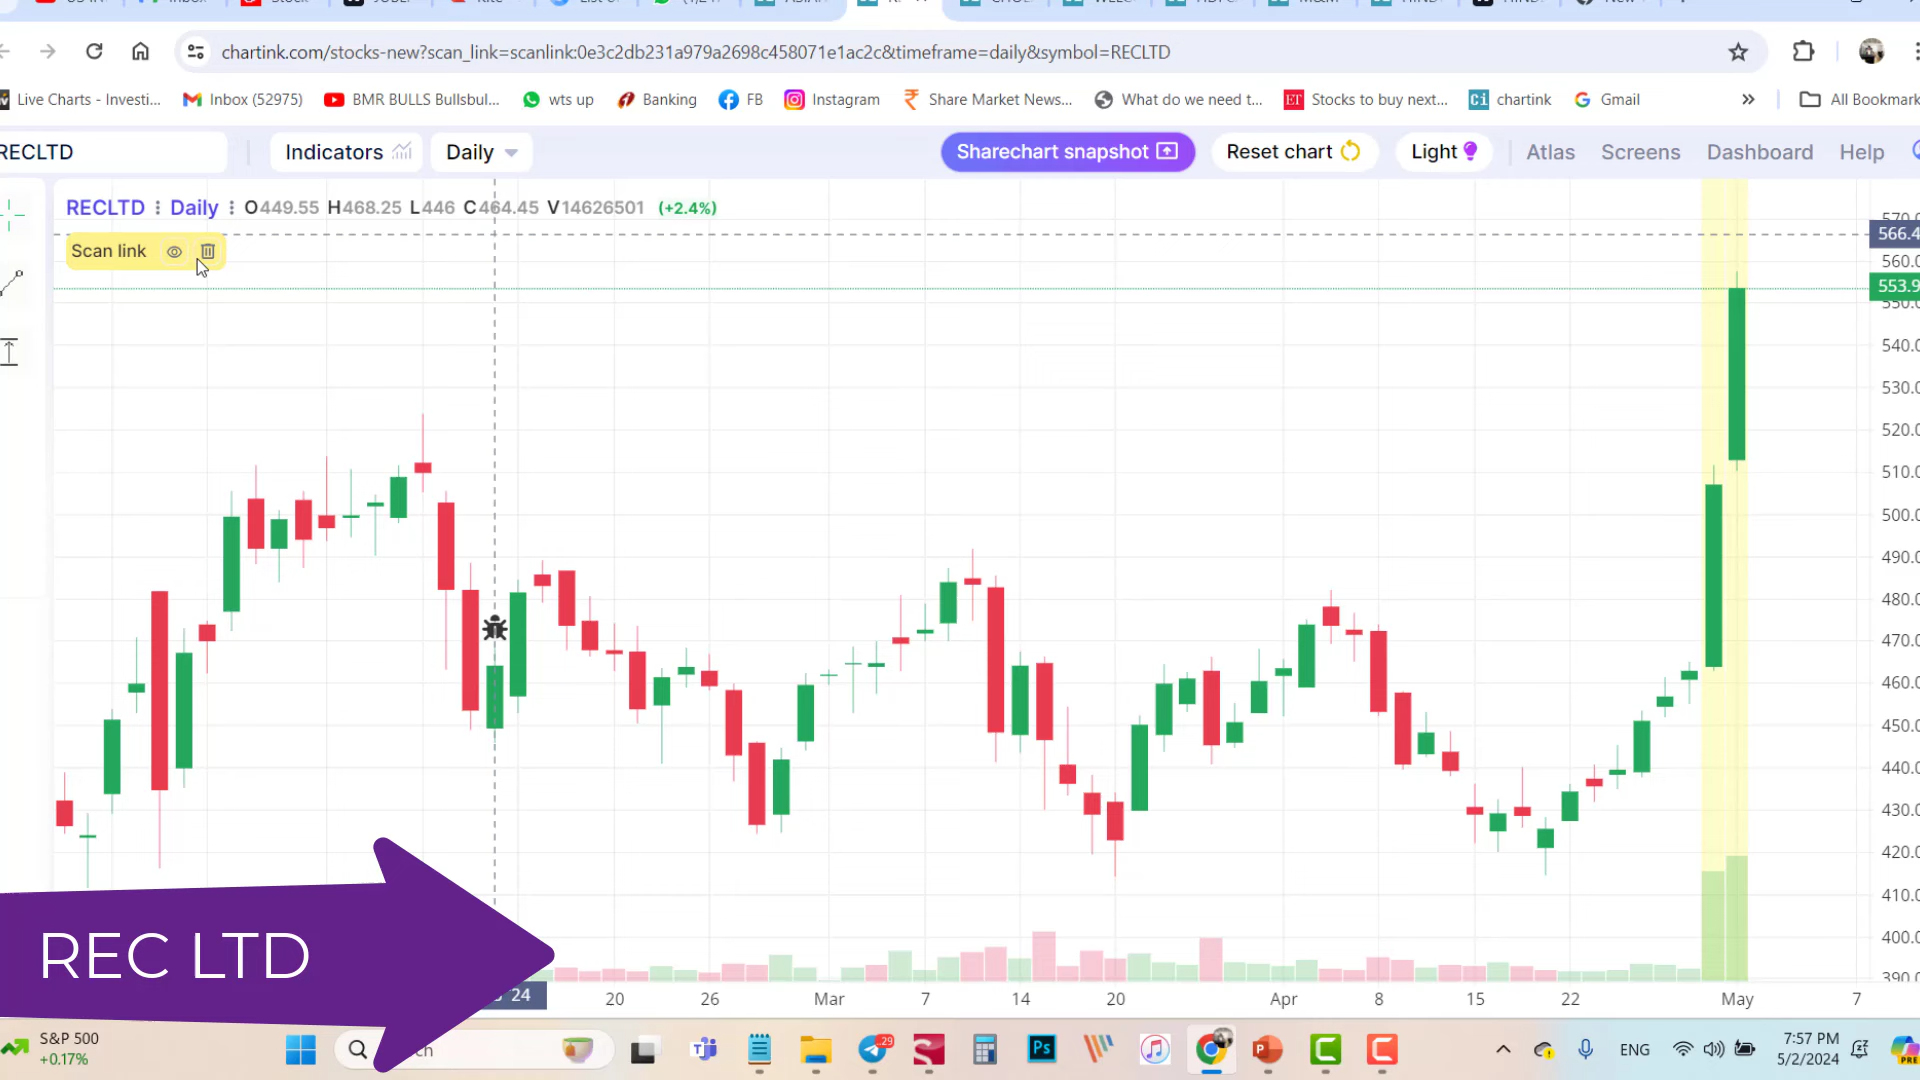 chartink.com/stocks-new?scan_link=scanlink:0e3c2db231a979a2698c458071e1ac2c&timeframe=daily&symbol=RECLTD
Live Charts - Investi... Inbox (52975) BMR BULLS Bullsbul... wts up Banking FB Instagram Share Market News... What do we need t... Stocks to buy next... chartink Gmail » All Bookmark
RECLTD Indicators Daily Sharechart snapshot Reset chart Light Atlas Screens Dashboard Help
RECLTD Daily O449.55 H468.25 L446 C464.45 V14626501 (+2.4%)
Scan link
566.4
560.0
553.9
540.0
530.0
520.0
510.0
500.0
490.0
480.0
470.0
460.0
450.0
440.0
430.0
420.0
410.0
400.0
REC LTD
'24 20 26 Mar 7 14 20 Apr 8 15 22 May 7
S&P 500
+0.17%
29
Ps
ENG
7:57 PM
5/2/2024
PRE